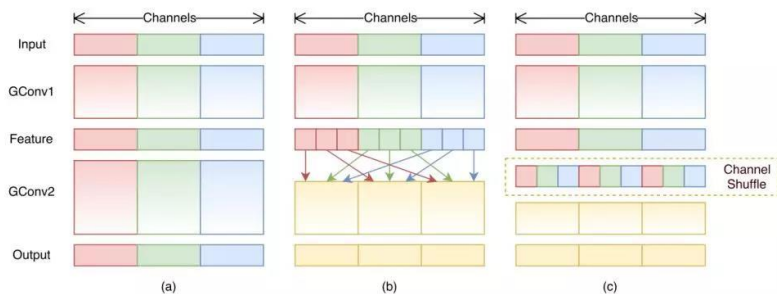 Channels Channels Channels
Input
GConv1
Feature
GConv2
Channel
Shuffle
Output
(a) (b) (c)